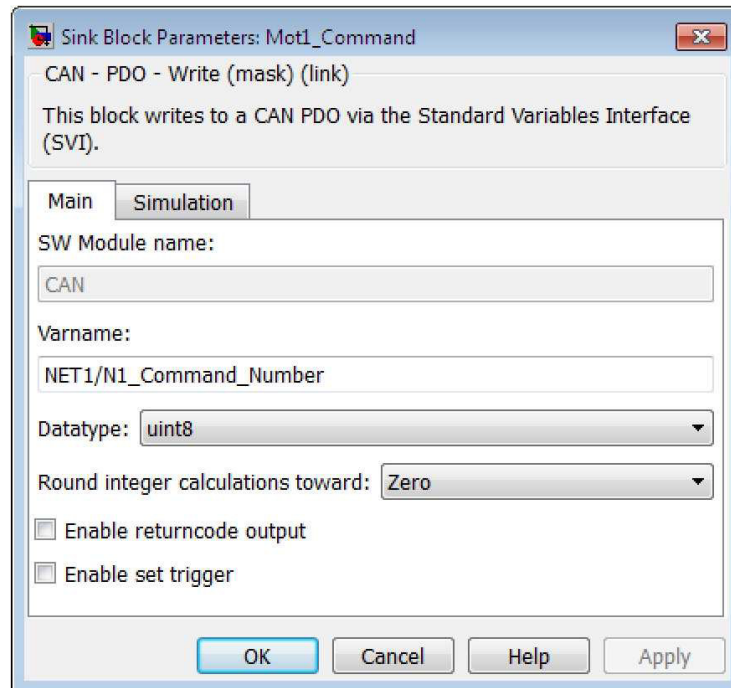 Sink Block Parameters: Mot1_Command
CAN - PDO - Write (mask) (link)
This block writes to a CAN PDO via the Standard Variables Interface
(SVI).
Main Simulation
SW Module name:
CAN
Varname:
NET1/N1_Command_Number
Datatype: uint8
Round integer calculations toward: Zero
Enable returncode output
Enable set trigger
OK Cancel Help Apply